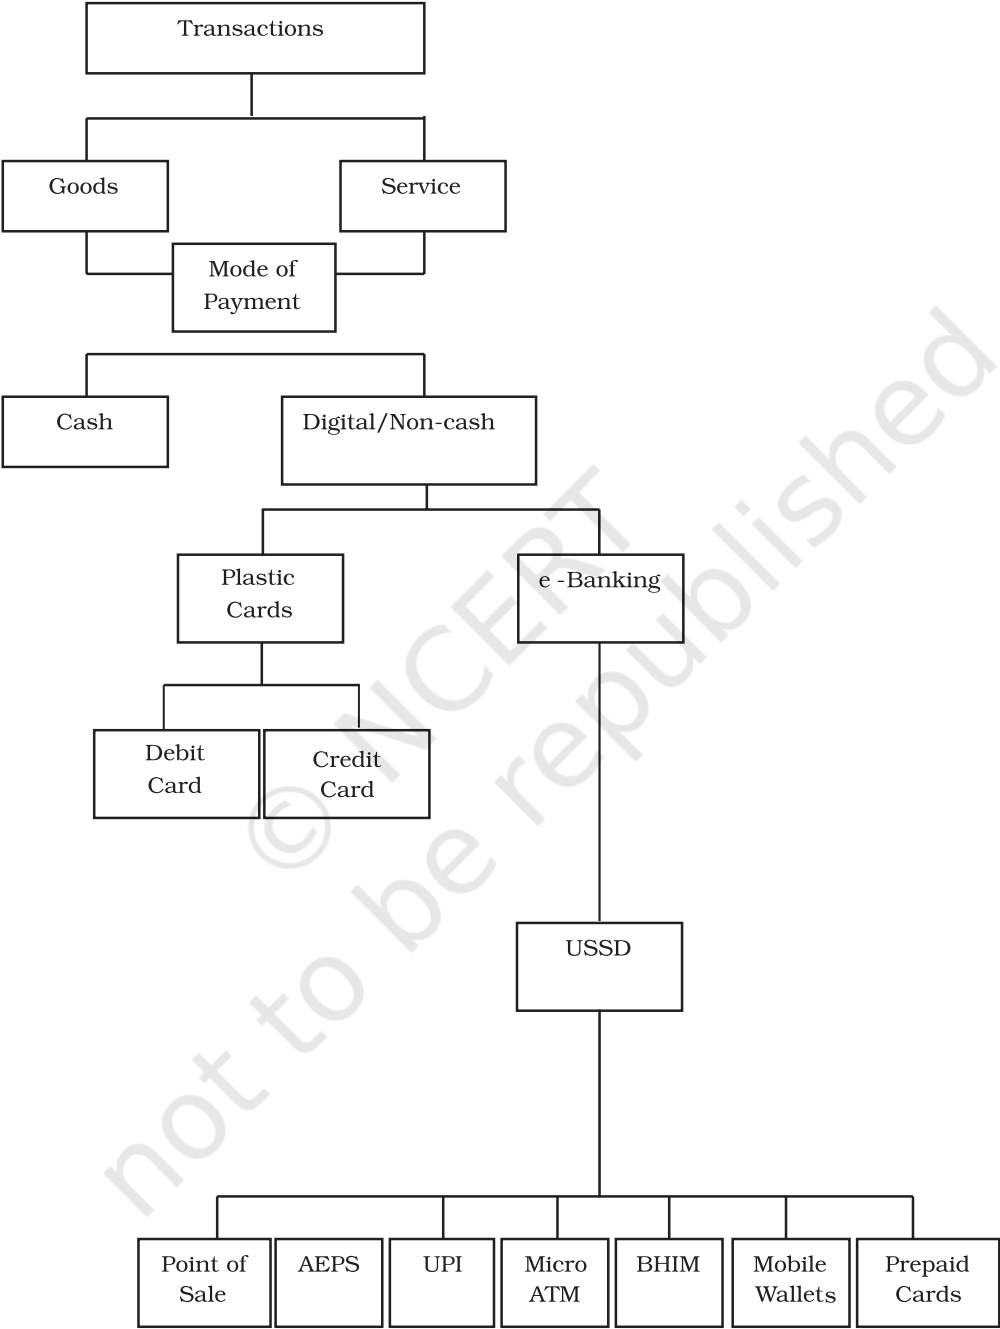 Transactions
Goods
Service
Mode of
Payment
Cash
Digital/Non-cash
Plastic
Cards
e -Banking
Debit
Card
Credit
Card
USSD
Point of
Sale
AEPS
UPI
Micro
ATM
BHIM
Mobile
Wallets
Prepaid
Cards
© NCERT
not to be republished